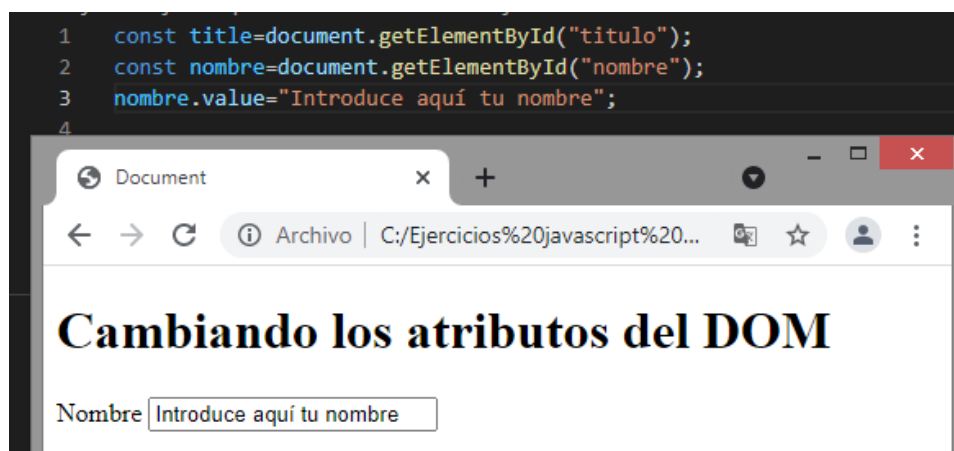 1 const title=document.getElementById("titulo");
2 const nombre=document.getElementById("nombre");
3 nombre.value="Introduce aquí tu nombre";
4
Document
Archivo | C:/Ejercicios%20javascript%20...
Cambiando los atributos del DOM
Nombre Introduce aquí tu nombre